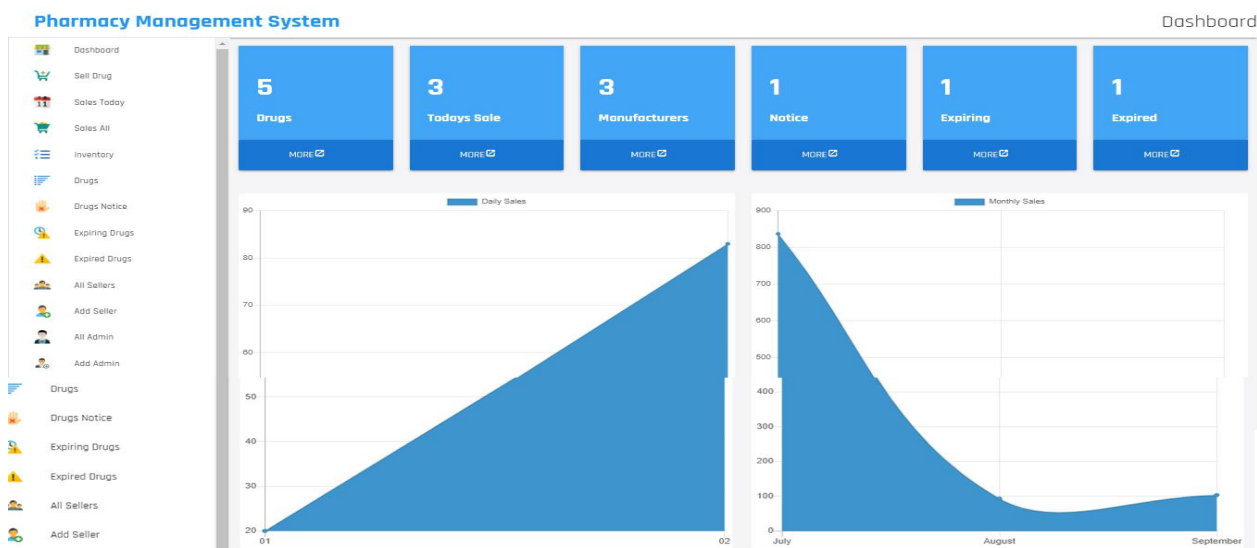 Pharmacy Management System
Dashboard
Dashboard
Sell Drug
11
Sales Today
Sales All
Inventory
Drugs
Drugs Notice
Expiring Drugs
Expired Drugs
All Sellers
Add Seller
All Admin
Add Admin
Drugs
Drugs Notice
Expiring Drugs
Expired Drugs
All Sellers
Add Seller
5
Drugs
MORE
3
Todays Sale
MORE
3
Manufacturers
MORE
1
Notice
MORE
1
Expiring
MORE
1
Expired
MORE
Daily Sales
90
80
70
60
50
40
30
20
01
02
Monthly Sales
900
800
700
600
500
400
300
200
100
0
July
August
September